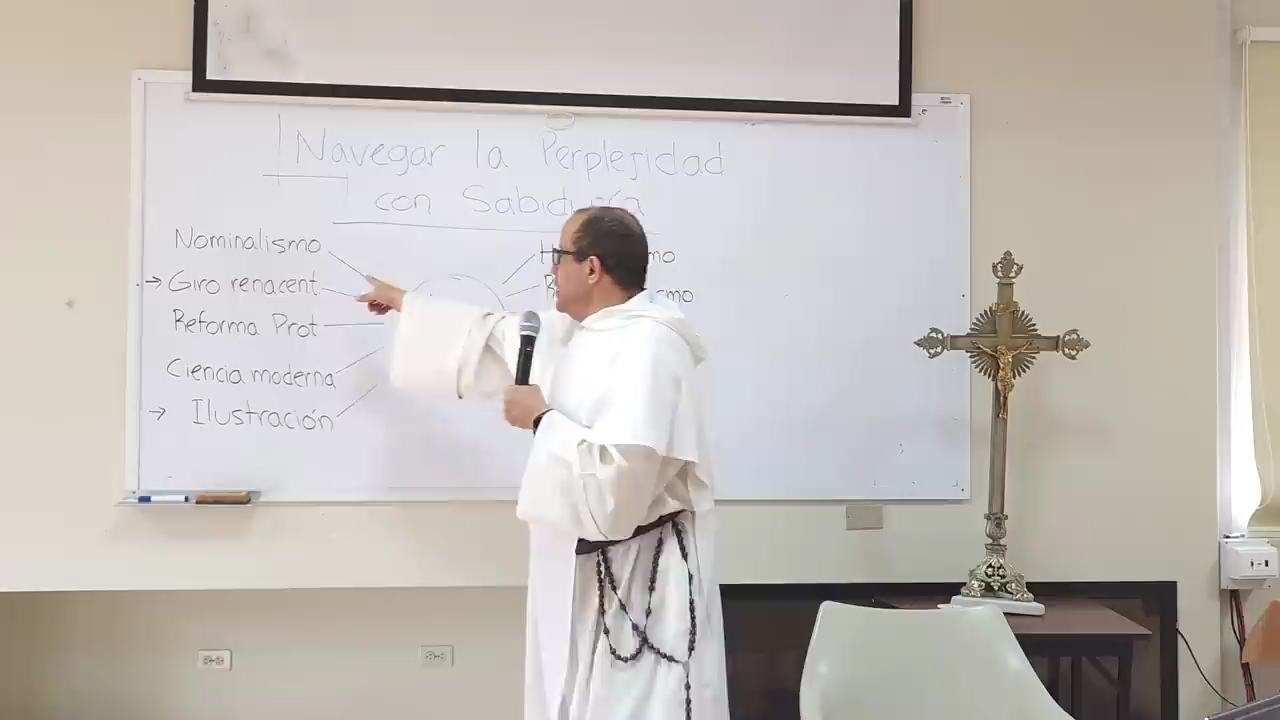 Navegar la Perplejidad
con Sabiduría
Nominalismo
→ Giro renacent.
Reforma Prot
Ciencia moderna
→ Ilustración